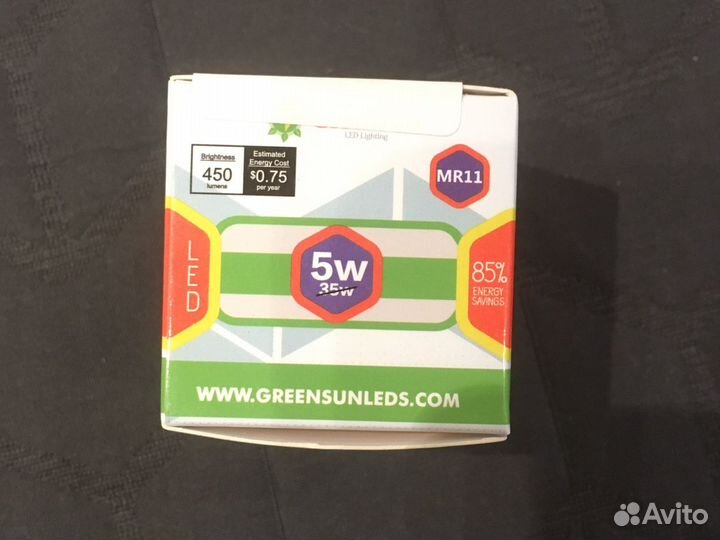 LED Lighting
Brightness
450
lumens
Estimated
Energy Cost
$0.75
per year
MR11
LED
5W
35w
85%
ENERGY
SAVINGS
WWW.GREENSUNLEDS.COM
Avito